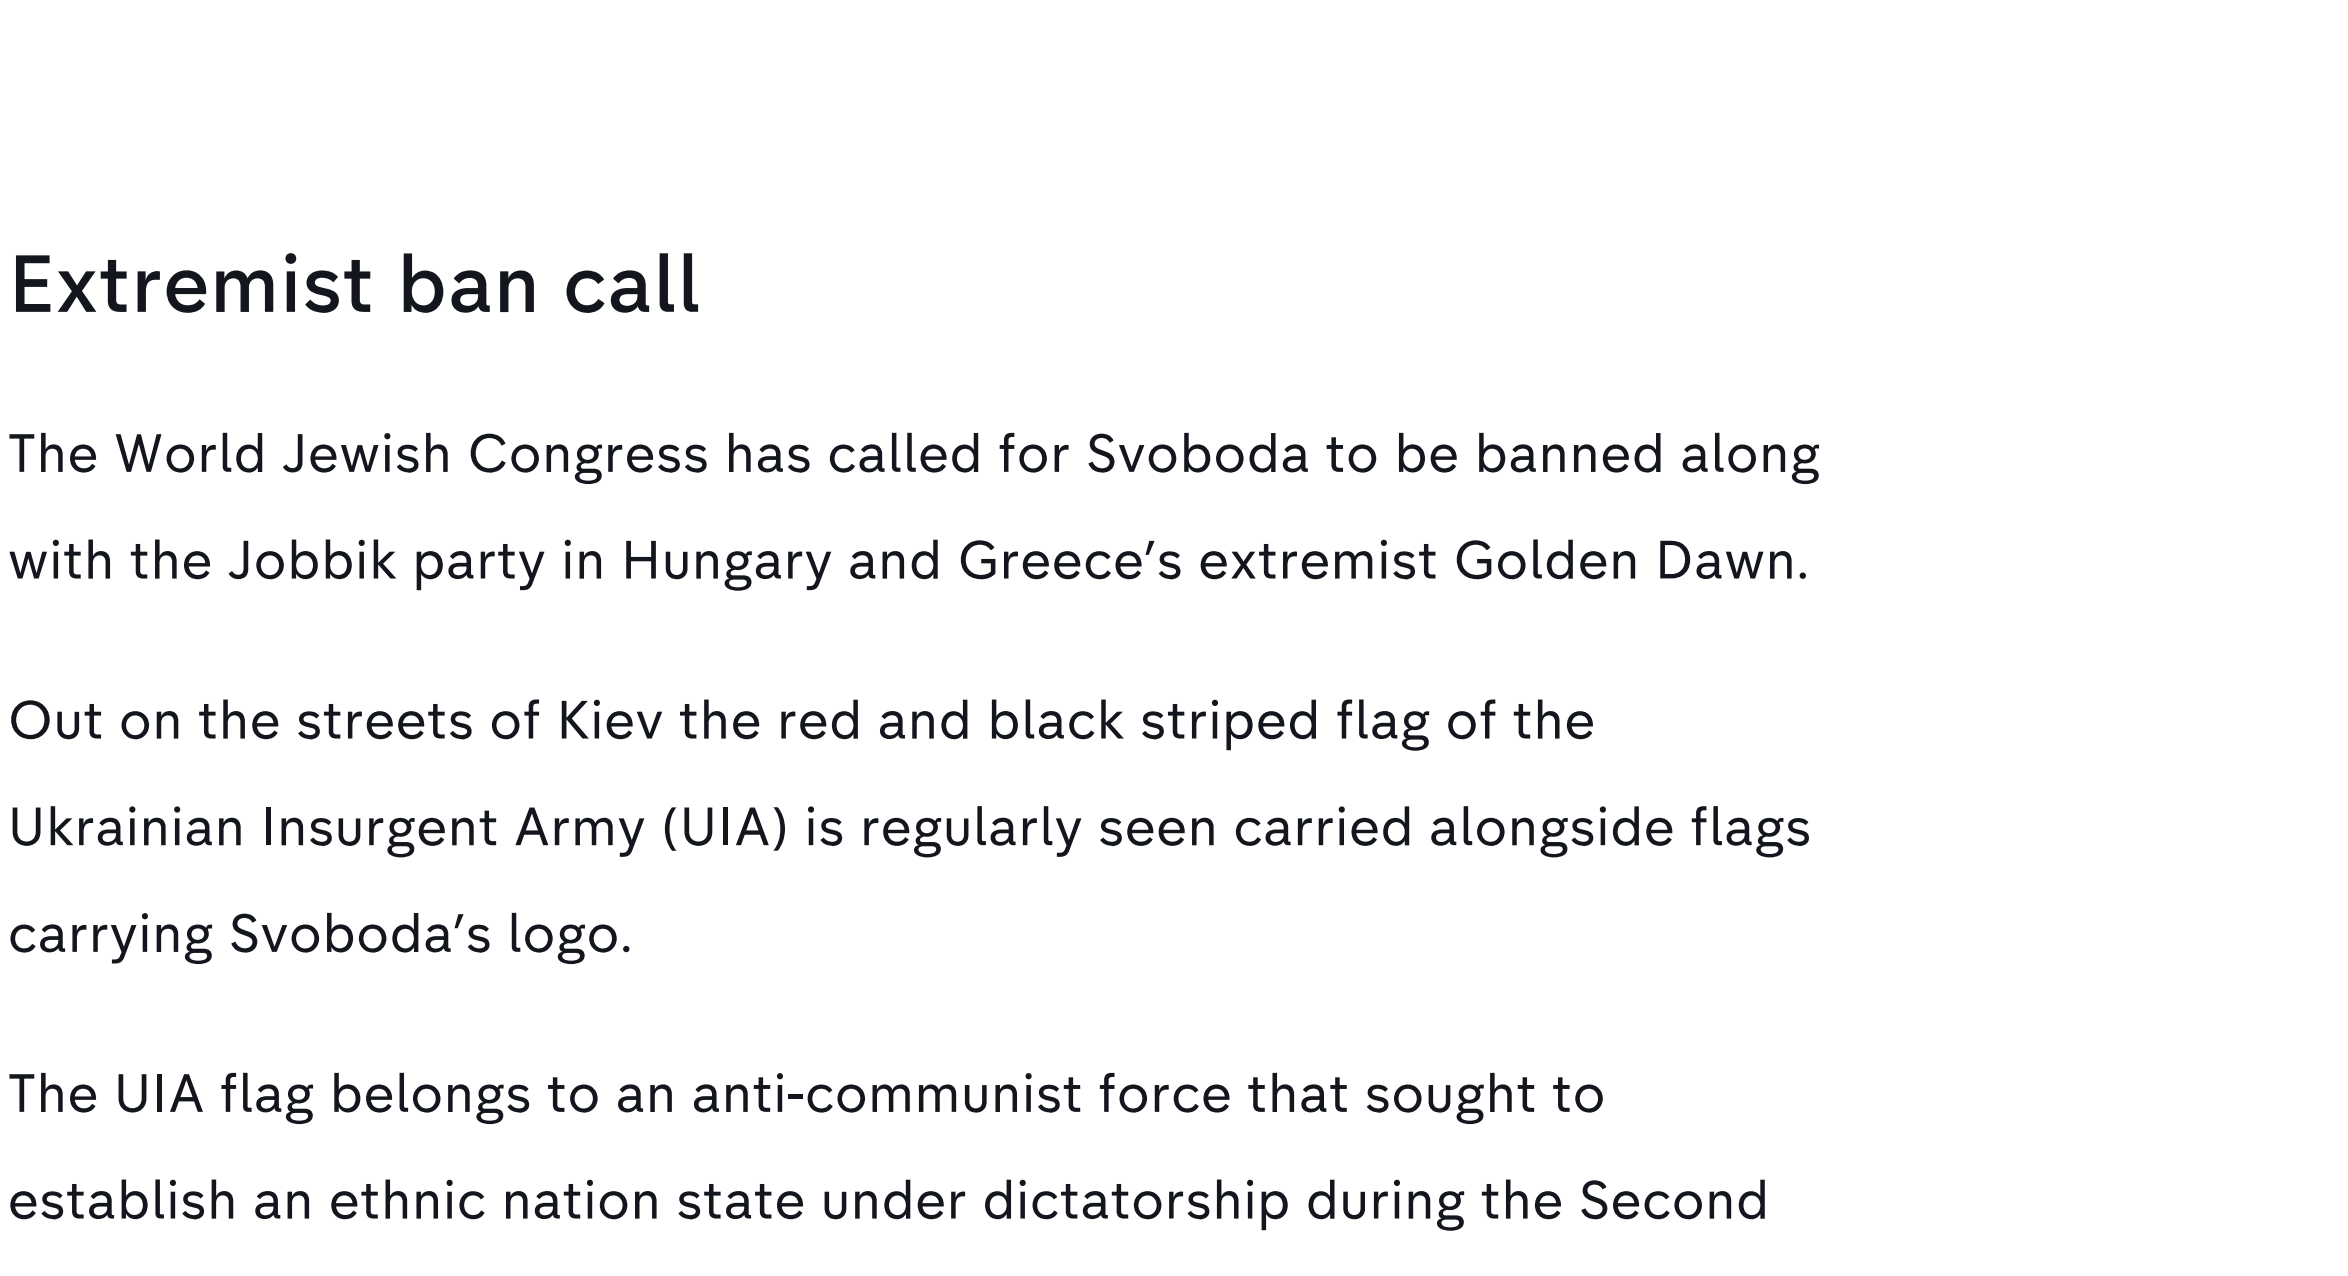 Extremist ban call
The World Jewish Congress has called for Svoboda to be banned along
with the Jobbik party in Hungary and Greece’s extremist Golden Dawn.
Out on the streets of Kiev the red and black striped flag of the
Ukrainian Insurgent Army (UIA) is regularly seen carried alongside flags
carrying Svoboda’s logo.
The UIA flag belongs to an anti-communist force that sought to
establish an ethnic nation state under dictatorship during the Second